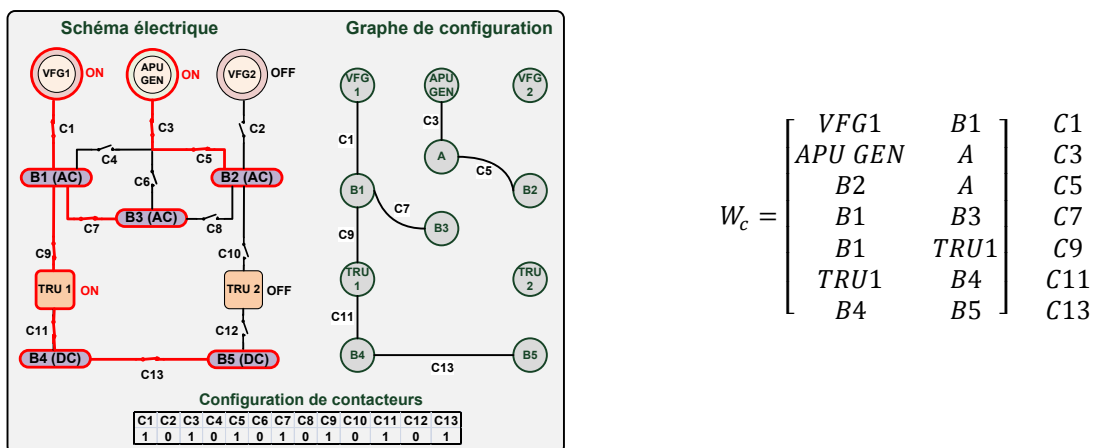 Schéma électrique
VFG1
ON
APU
GEN
ON
VFG2
OFF
C1
C3
C2
C4
C5
B1 (AC)
C6
B2 (AC)
B3 (AC)
C7
C8
C9
C10
TRU 1
ON
TRU 2
OFF
C11
C12
B4 (DC)
B5 (DC)
C13
Graphe de configuration
VFG
1
APU
GEN
VFG
2
C3
C1
A
C5
B1
B2
C7
B3
C9
TRU
1
TRU
2
C11
B4
B5
C13
Configuration de contacteurs
C1 C2 C3 C4 C5 C6 C7 C8 C9 C10 C11 C12 C13
1 0 1 0 1 0 1 0 1 0 1 0 1
VFG1 B1 C1
APU GEN A C3
B2 A C5
W_c = B1 B3 C7
B1 TRU1 C9
TRU1 B4 C11
B4 B5 C13